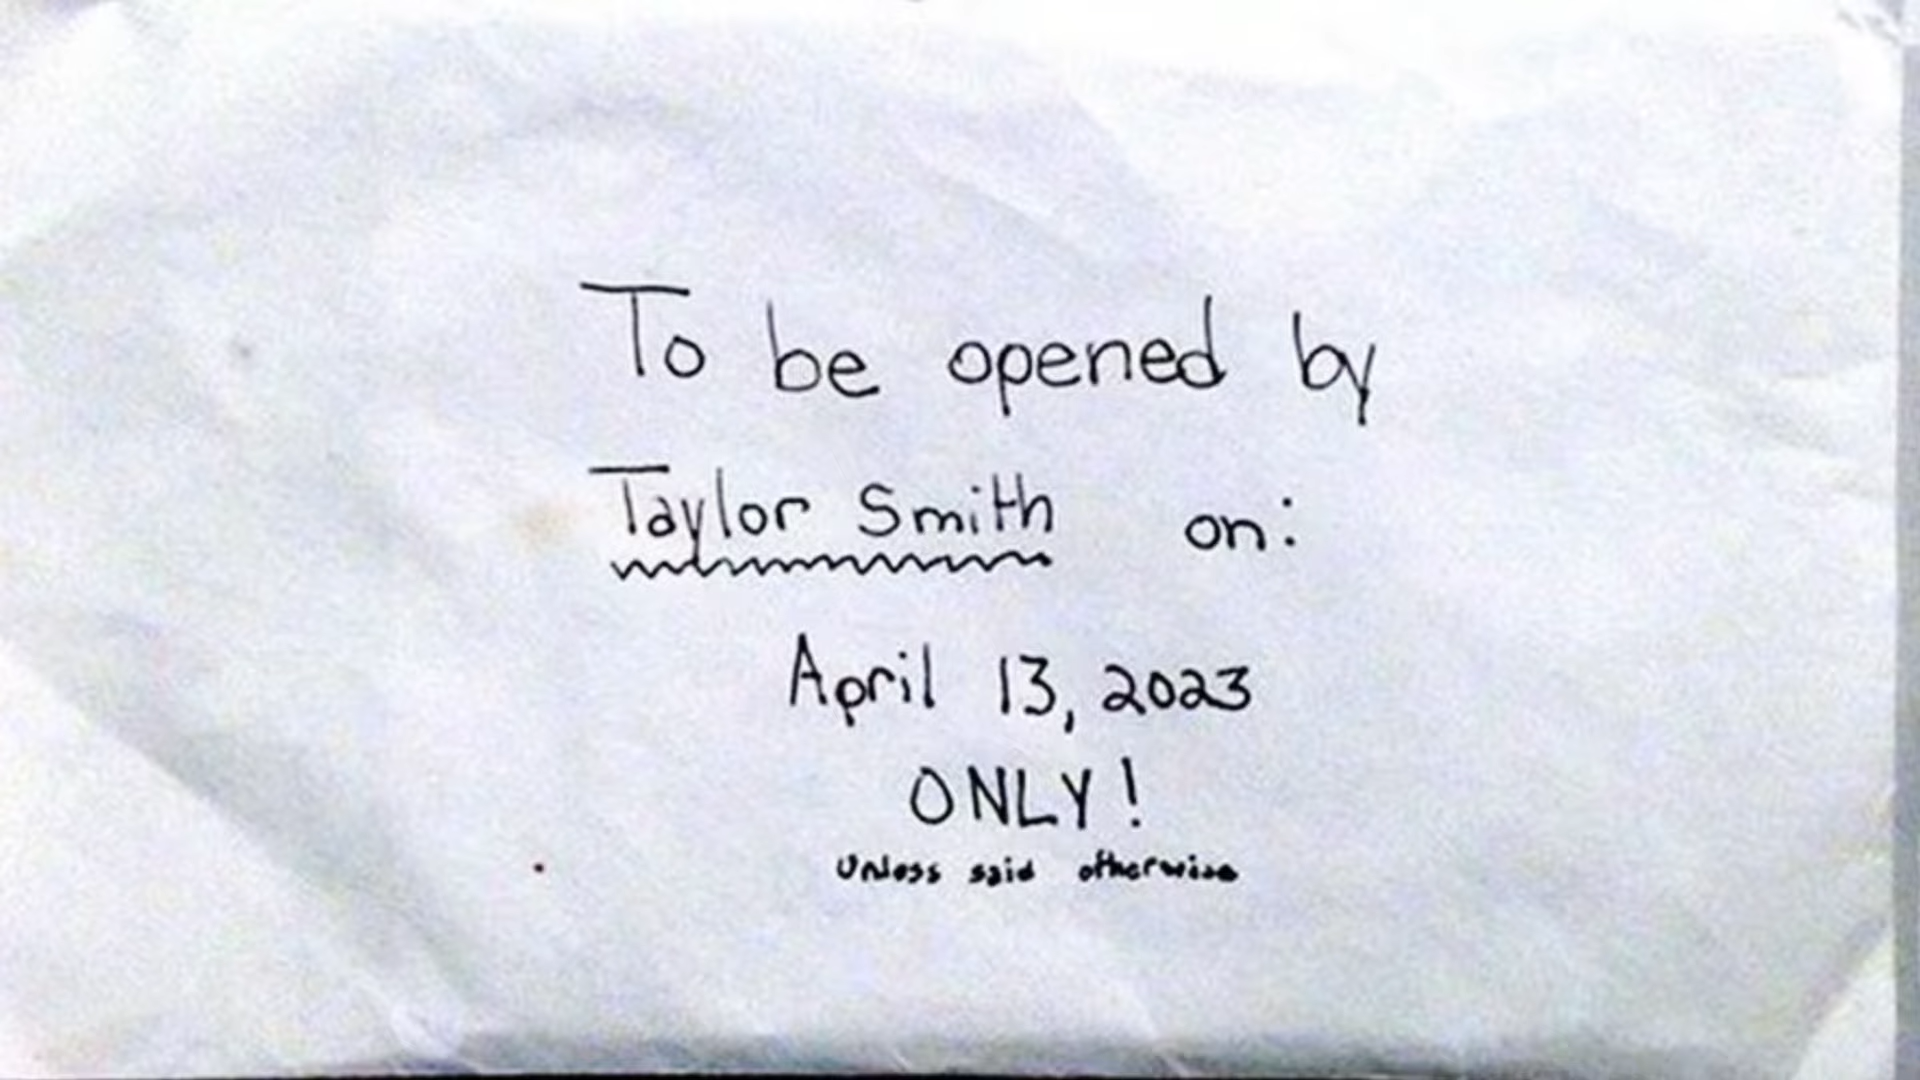 To be opened by
Taylor Smith on:
April 13, 2023
ONLY!
Unless said otherwise